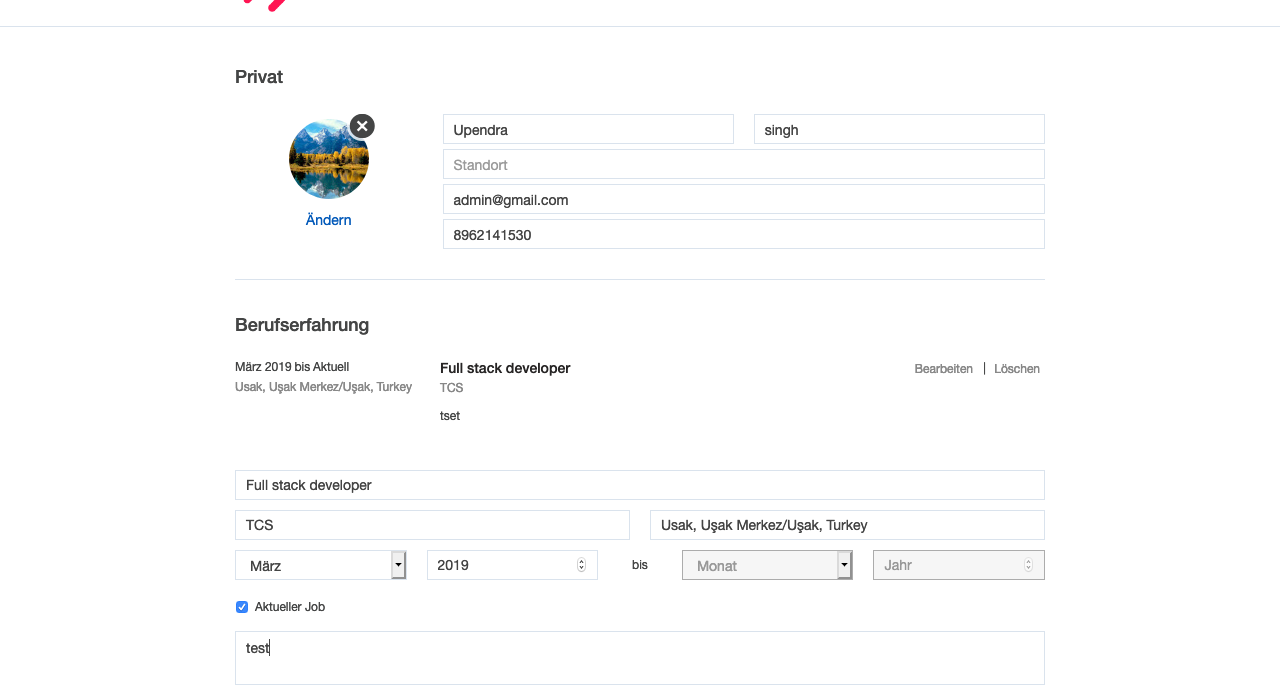 Privat
Upendra singh
Standort
admin@gmail.com
Ändern
8962141530
Berufserfahrung
März 2019 bis Aktuell Full stack developer Bearbeiten | Löschen
Usak, Uşak Merkez/Uşak, Turkey TCS
tset
Full stack developer
TCS Usak, Uşak Merkez/Uşak, Turkey
März 2019 bis Monat Jahr
Aktueller Job
test